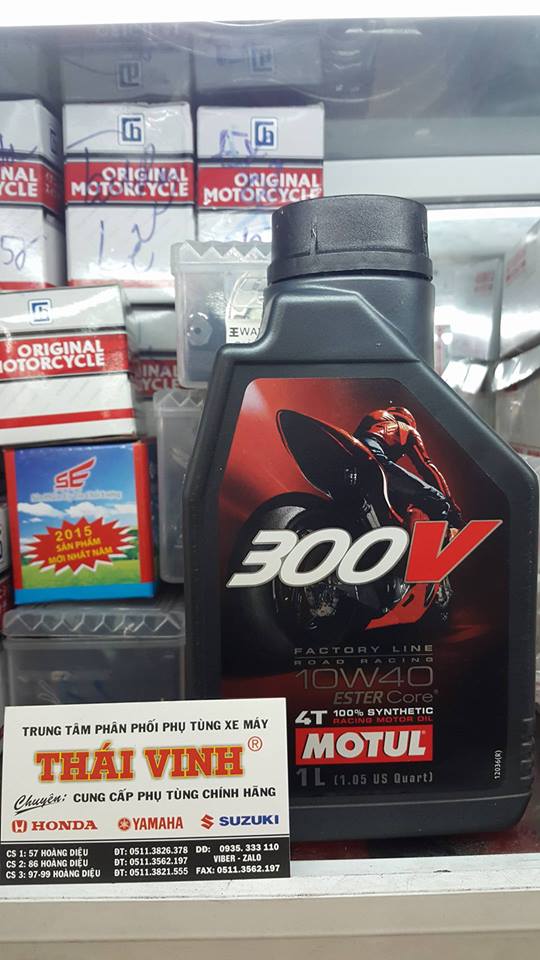 ORIGINAL
MOTORCYCLE
ORIGINAL
MOTORCYCLE
ORIGINAL
MOTORCYCLE
ORIGINAL
MOTORCYCLE
SE
2015
SẢN PHẨM
MỚI NHẤT NĂM
300V
FACTORY LINE
ROAD RACING
10W40
ESTER Core®
4T 100% SYNTHETIC
RACING MOTOR OIL
MOTUL
1L (1.05 US Quart)
12036(R)
TRUNG TÂM PHÂN PHỐI PHỤ TÙNG XE MÁY
THÁI VINH ®
Chuyên: CUNG CẤP PHỤ TÙNG CHÍNH HÃNG
HONDA YAMAHA SUZUKI
CS 1: 57 HOÀNG DIỆU ĐT: 0511.3826.378 DĐ: 0935. 333 110
CS 2: 86 HOÀNG DIỆU ĐT: 0511.3562.197 VIBER - ZALO
CS 3: 97-99 HOÀNG DIỆU ĐT: 0511.3821.555 FAX: 0511.3562.197